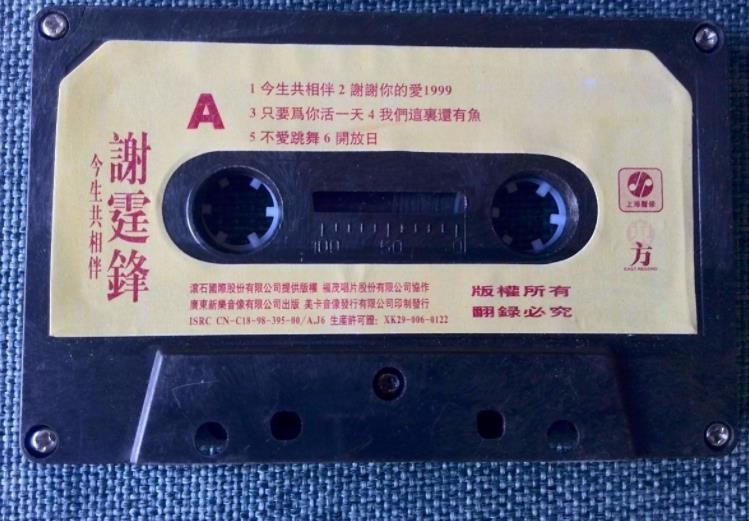 A
1 今生共相伴 2 謝謝你的愛1999
3 只要爲你活一天 4 我們這裏還有魚
5 不愛跳舞 6 開放日
謝霆鋒
今生共相伴
上海聲像
方
EAST RECORD
100 50 0
滾石國際股份有限公司提供版權 福茂唱片股份有限公司協作
廣東新樂音像有限公司出版 美卡音像發行有限公司印制發行
ISRC CN-C18-98-395-00/A.J6 生産許可證: XK29-006-0122
版權所有
翻録必究